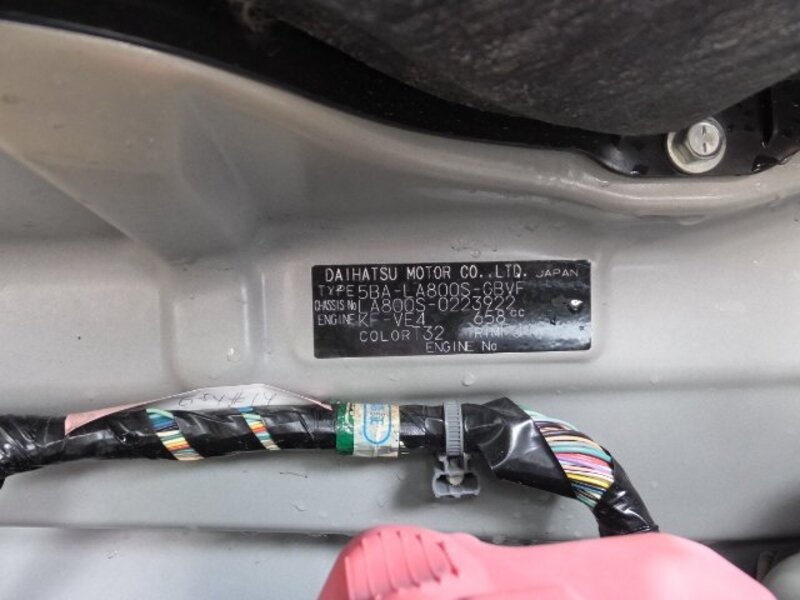 DAIHATSU MOTOR CO.,LTD. JAPAN
TYPE 5BA-LA800S-GBVF
CHASSIS No LA800S-0223922
ENGINE KF-VE4 658cc
COLOR T32 TRIM
ENGINE No